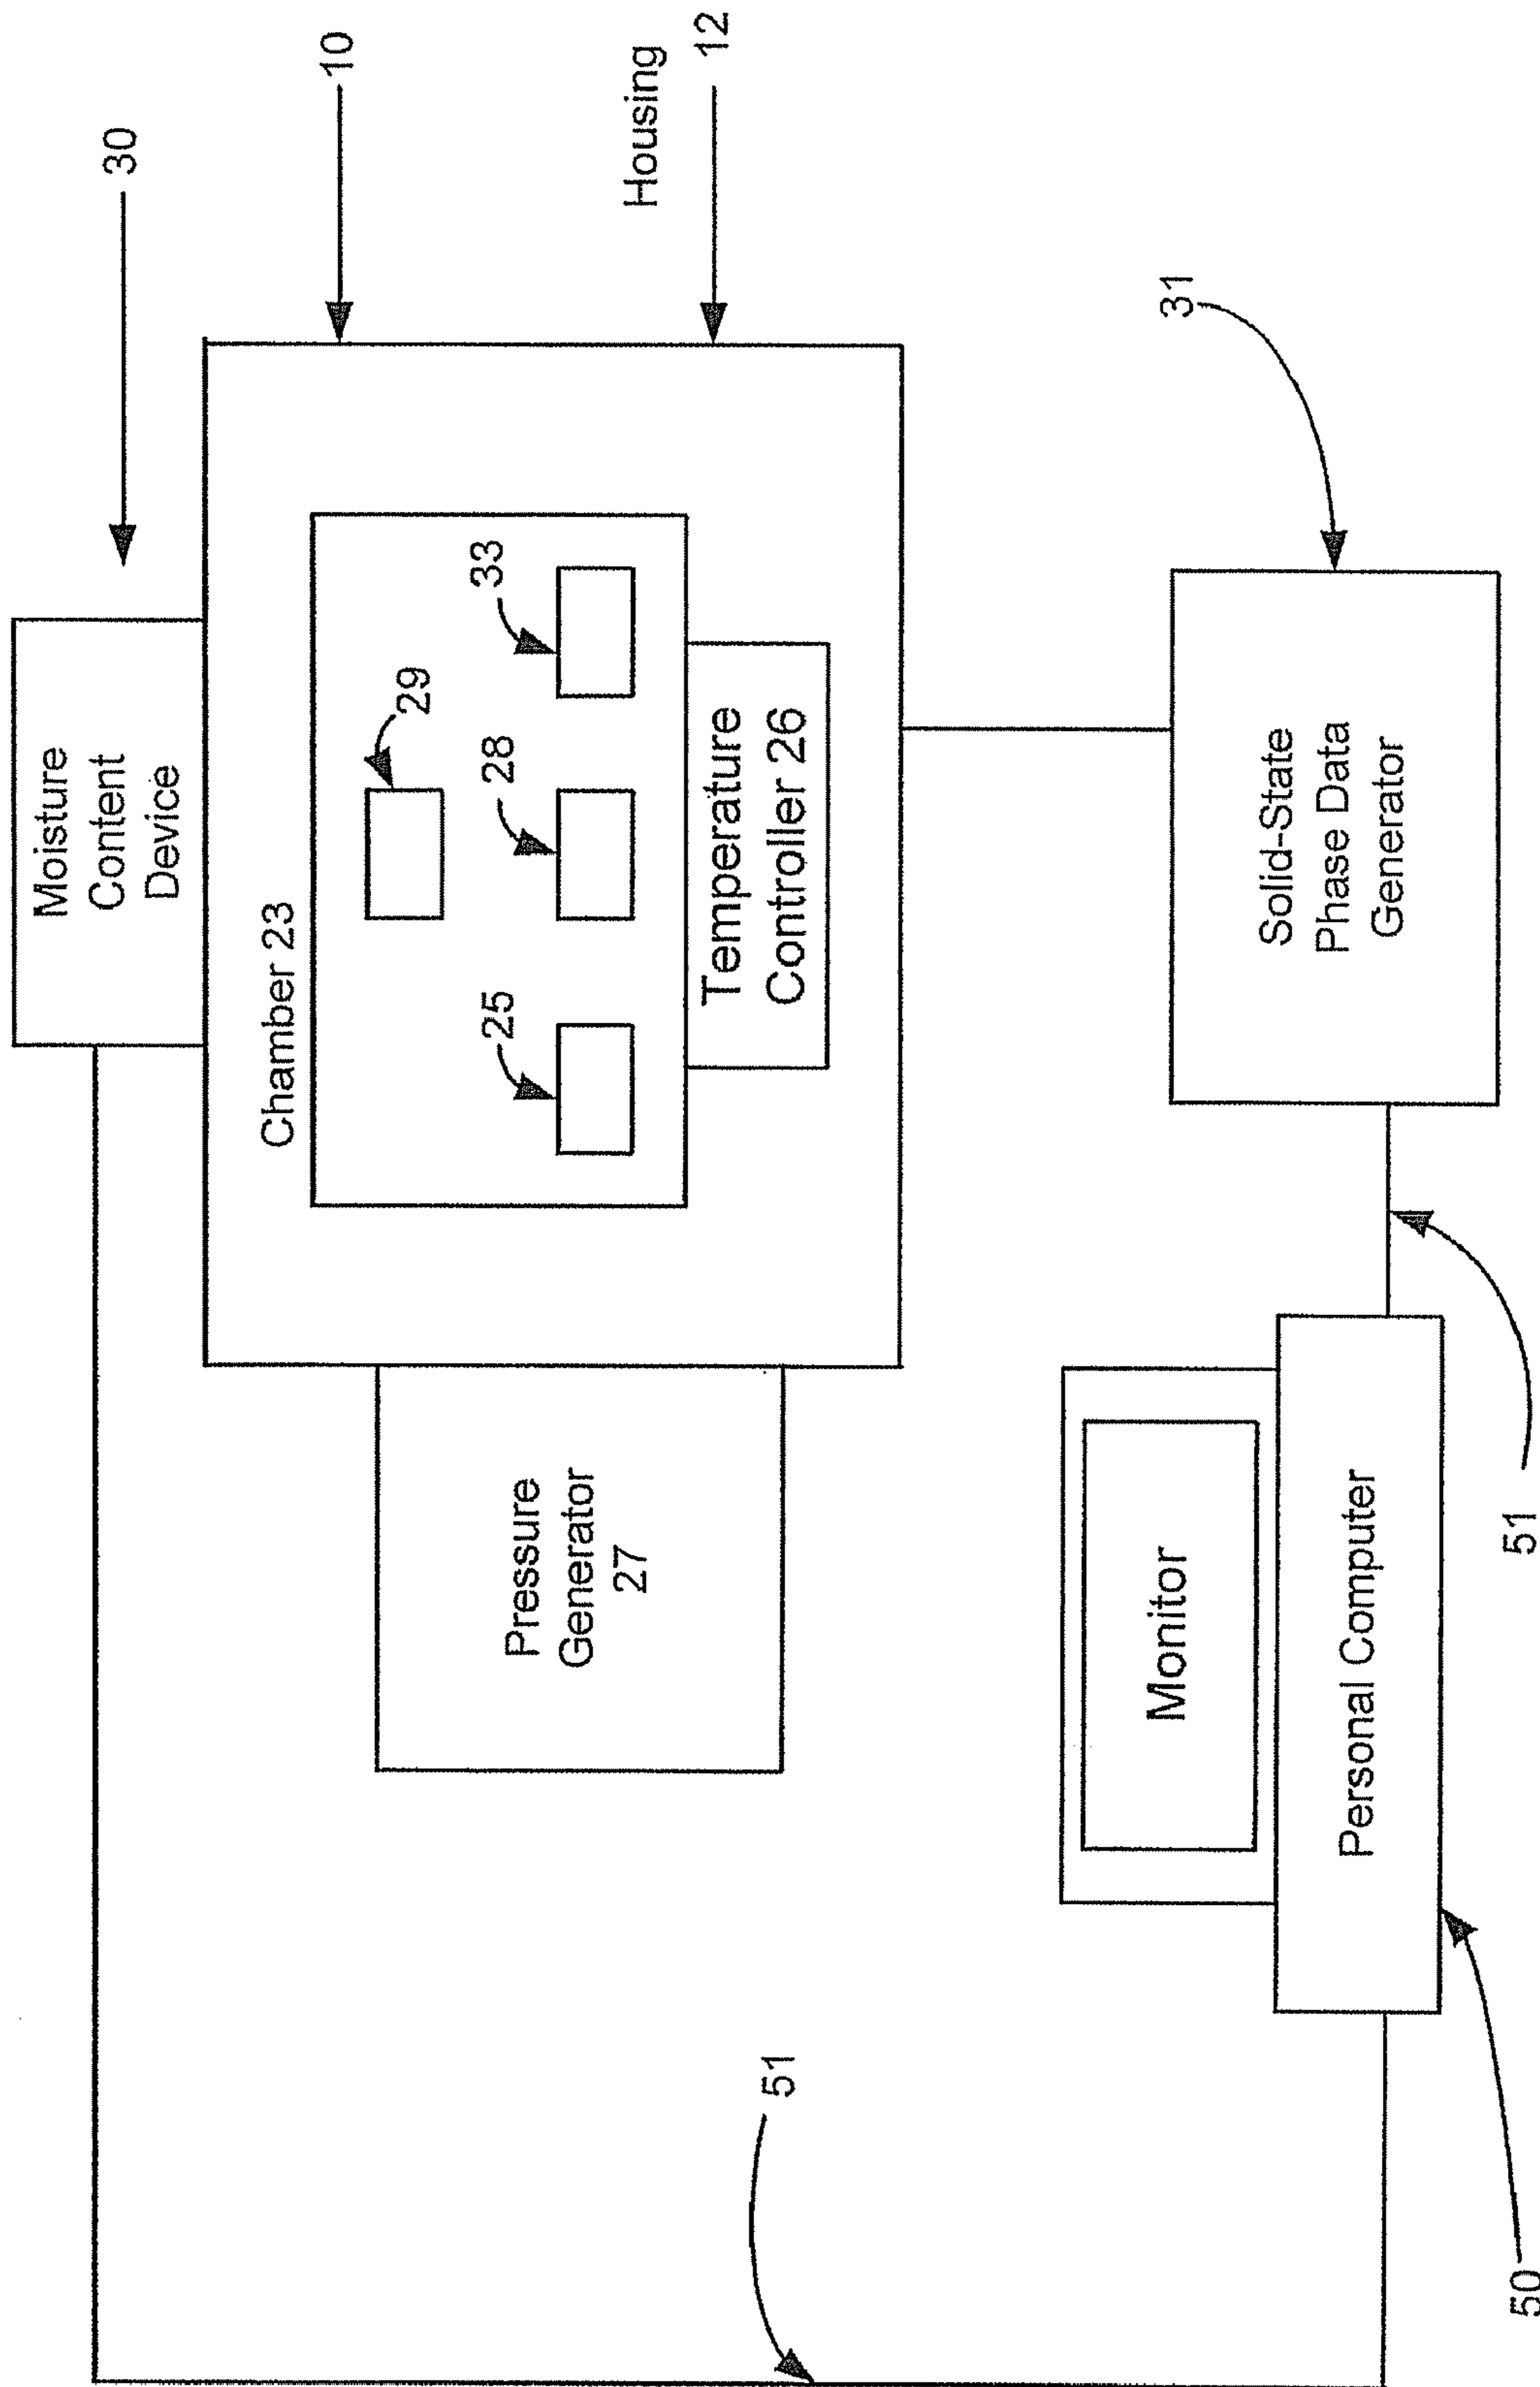 30
10
Housing
12
Moisture
Content
Device
Chamber 23
29
25
28
33
Temperature
Controller 26
Pressure
Generator
27
31
Solid-State
Phase Data
Generator
Monitor
Personal Computer
51
51
50